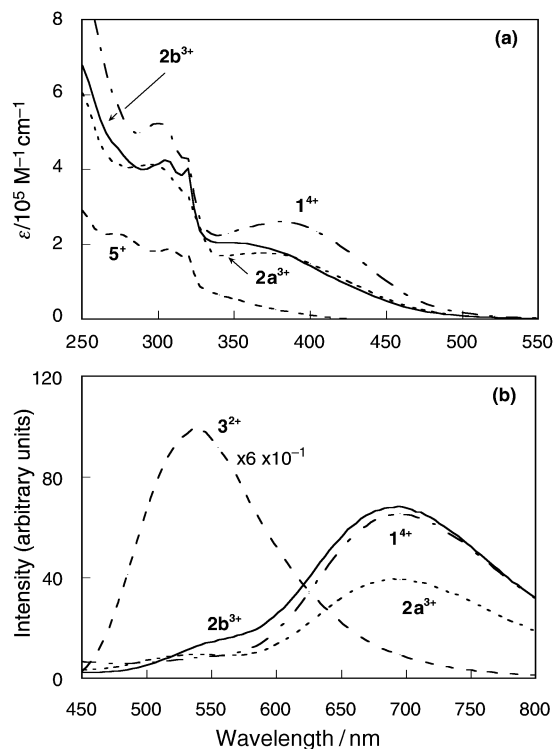 8
(a)
2b³⁺
6
ε/10⁵ M⁻¹ cm⁻¹
4
1⁴⁺
2
5⁺
2a³⁺
0
250 300 350 400 450 500 550
120
(b)
3²⁺
x6 x10⁻¹
Intensity (arbitrary units)
80
1⁴⁺
40
2b³⁺
2a³⁺
0
450 500 550 600 650 700 750 800
Wavelength / nm